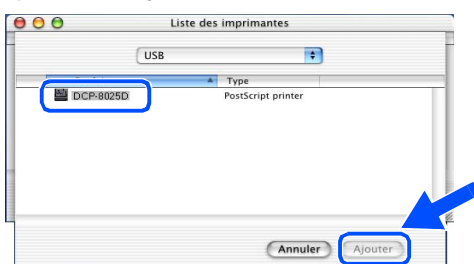 Liste des imprimantes
USB
Type
DCP-8025D
PostScript printer
Annuler
Ajouter